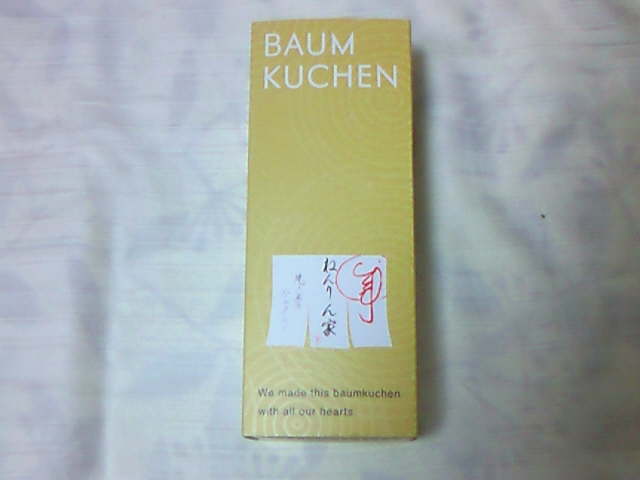 BAUM
KUCHEN
ねんりん家
We made this baumkuchen
with all our hearts